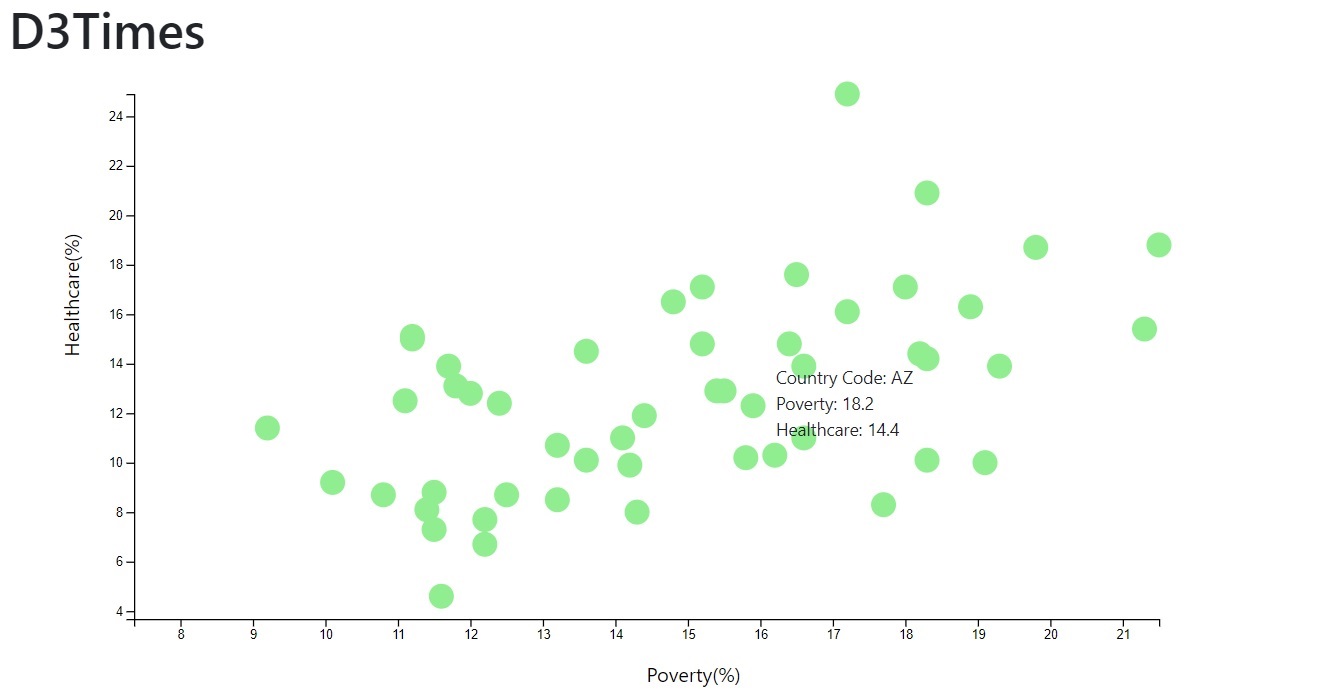 D3Times
24
22
20
18
16
14
12
10
8
6
4
Healthcare(%)
Country Code: AZ
Poverty: 18.2
Healthcare: 14.4
8 9 10 11 12 13 14 15 16 17 18 19 20 21
Poverty(%)